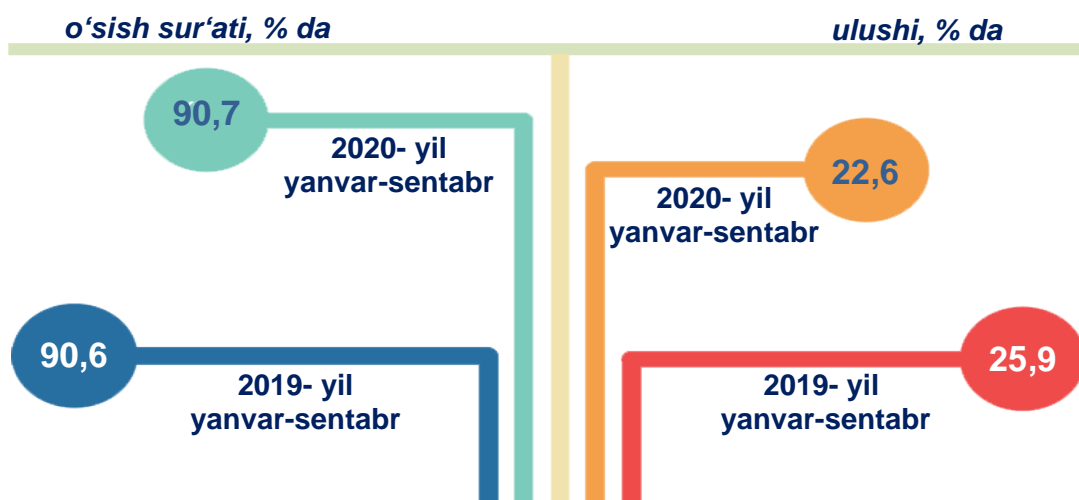 o‘sish sur‘ati, % da
ulushi, % da
90,7
2020- yil
yanvar-sentabr
22,6
2020- yil
yanvar-sentabr
90,6
2019- yil
yanvar-sentabr
25,9
2019- yil
yanvar-sentabr